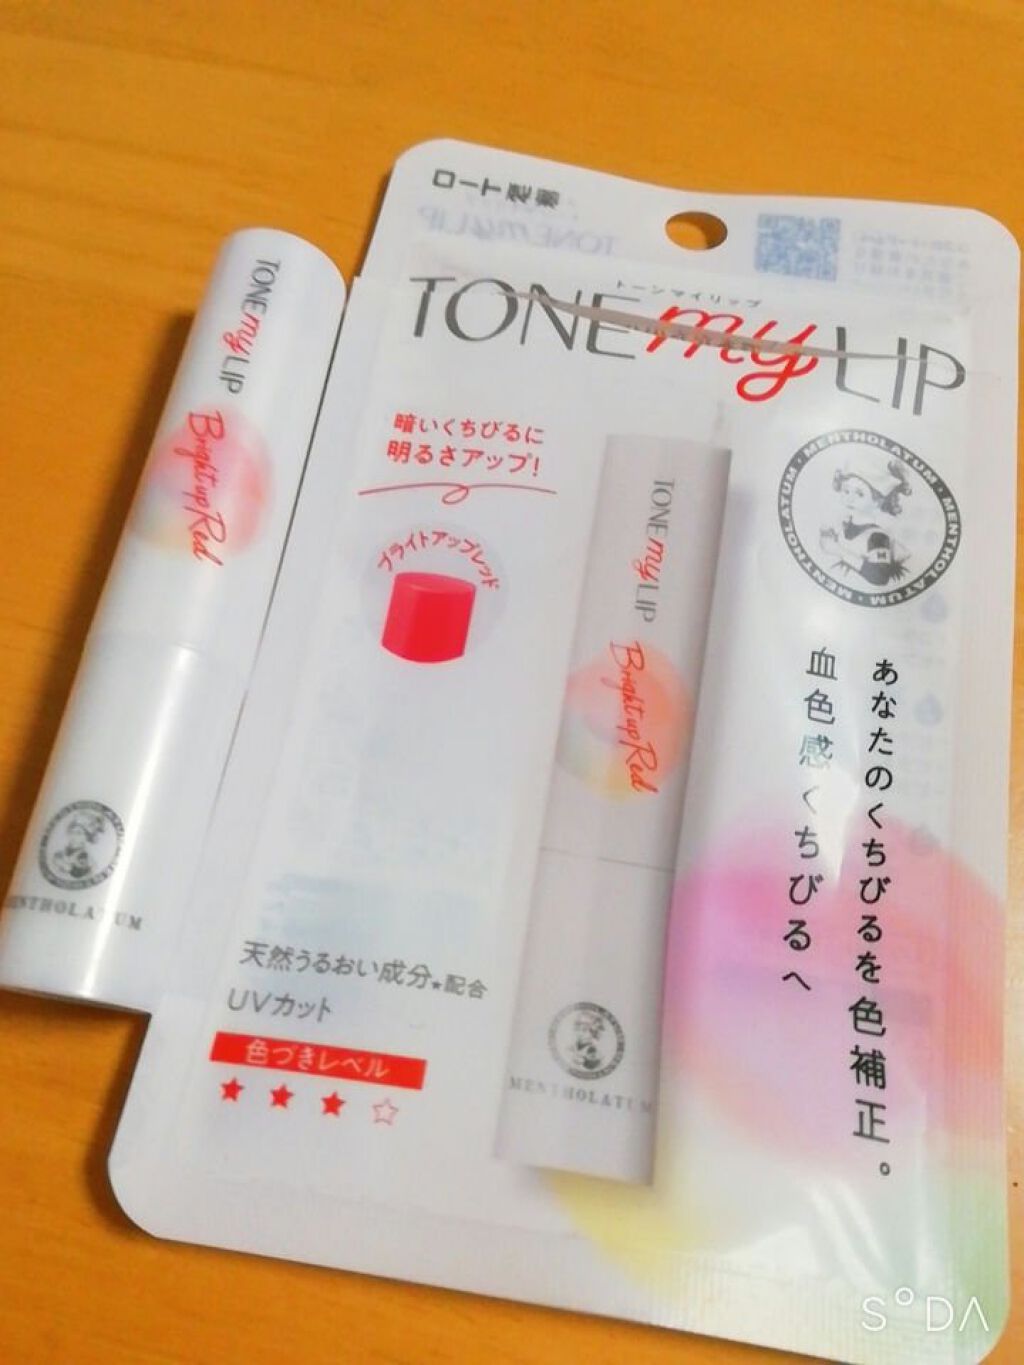 ロート製薬
トーンマイリップ
TONE my LIP
暗いくちびるに
明るさアップ!
ブライトアップレッド
MENTHOLATUM・MENTHOLATUM・MENTHOLATUM・
あなたのくちびるを色補正。
血色感くちびるへ
TONE my LIP
Bright up Red
MENTHOLATUM
天然うるおい成分★配合
UVカット
色づきレベル
★★★☆
TONE my LIP
Bright up Red
MENTHOLATUM
SODA